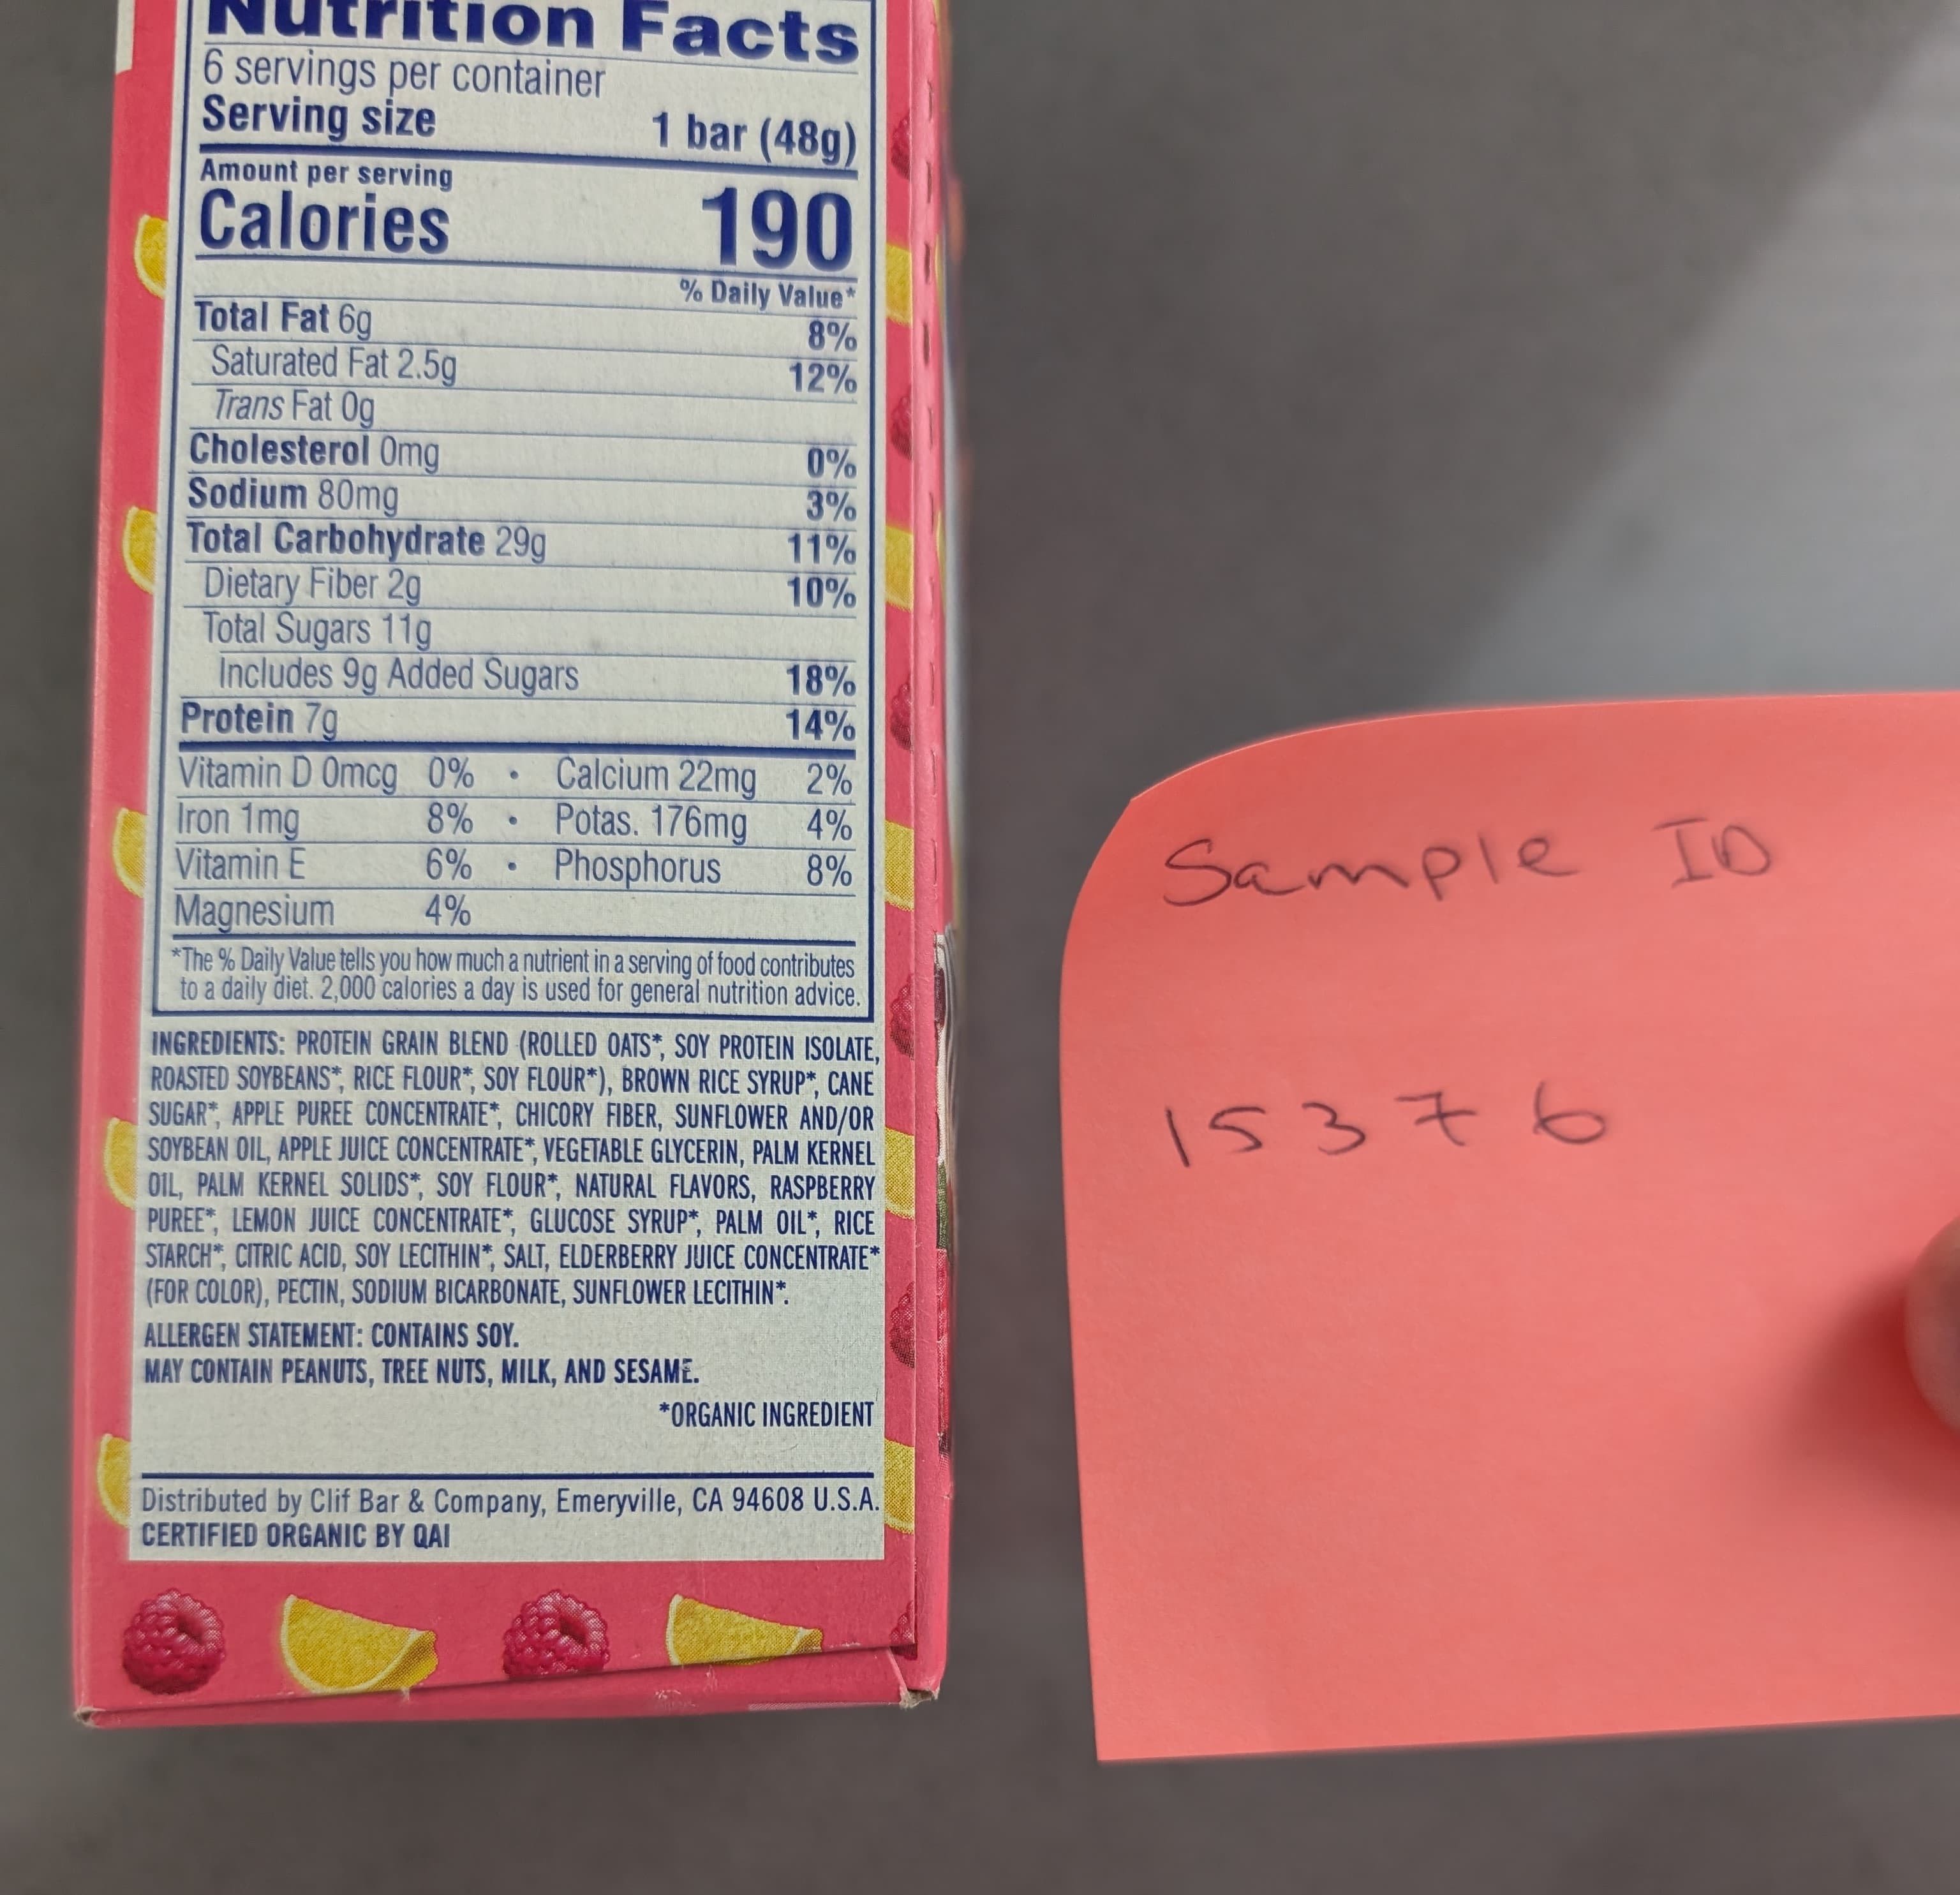 Nutrition Facts
6 servings per container
Serving size 1 bar (48g)
Amount per serving
Calories 190
% Daily Value*
Total Fat 6g 8%
Saturated Fat 2.5g 12%
Trans Fat 0g
Cholesterol 0mg 0%
Sodium 80mg 3%
Total Carbohydrate 29g 11%
Dietary Fiber 2g 10%
Total Sugars 11g
Includes 9g Added Sugars 18%
Protein 7g 14%
Vitamin D 0mcg 0% • Calcium 22mg 2%
Iron 1mg 8% • Potas. 176mg 4%
Vitamin E 6% • Phosphorus 8%
Magnesium 4%
*The % Daily Value tells you how much a nutrient in a serving of food contributes
to a daily diet. 2,000 calories a day is used for general nutrition advice.
INGREDIENTS: PROTEIN GRAIN BLEND (ROLLED OATS*, SOY PROTEIN ISOLATE,
ROASTED SOYBEANS*, RICE FLOUR*, SOY FLOUR*), BROWN RICE SYRUP*, CANE
SUGAR*, APPLE PUREE CONCENTRATE*, CHICORY FIBER, SUNFLOWER AND/OR
SOYBEAN OIL, APPLE JUICE CONCENTRATE*, VEGETABLE GLYCERIN, PALM KERNEL
OIL, PALM KERNEL SOLIDS*, SOY FLOUR*, NATURAL FLAVORS, RASPBERRY
PUREE*, LEMON JUICE CONCENTRATE*, GLUCOSE SYRUP*, PALM OIL*, RICE
STARCH*, CITRIC ACID, SOY LECITHIN*, SALT, ELDERBERRY JUICE CONCENTRATE*
(FOR COLOR), PECTIN, SODIUM BICARBONATE, SUNFLOWER LECITHIN*.
ALLERGEN STATEMENT: CONTAINS SOY.
MAY CONTAIN PEANUTS, TREE NUTS, MILK, AND SESAME.
*ORGANIC INGREDIENT
Distributed by Clif Bar & Company, Emeryville, CA 94608 U.S.A.
CERTIFIED ORGANIC BY QAI
Sample ID
15376